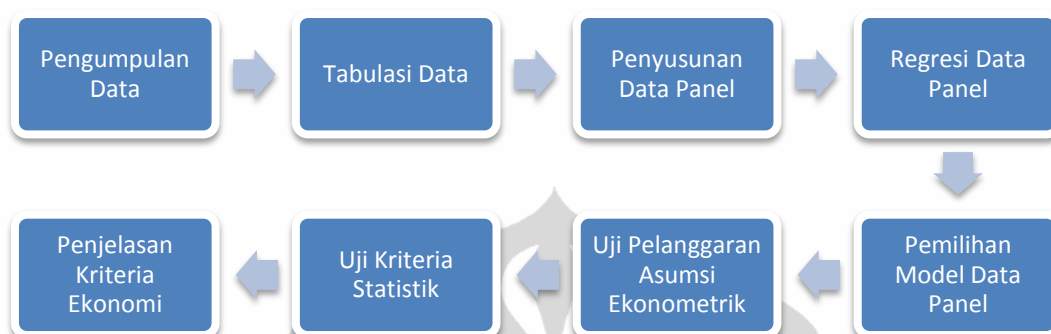 Pengumpulan
Data
Tabulasi Data
Penyusunan
Data Panel
Regresi Data
Panel
Pemilihan
Model Data
Panel
Uji Pelanggaran
Asumsi
Ekonometrik
Uji Kriteria
Statistik
Penjelasan
Kriteria
Ekonomi